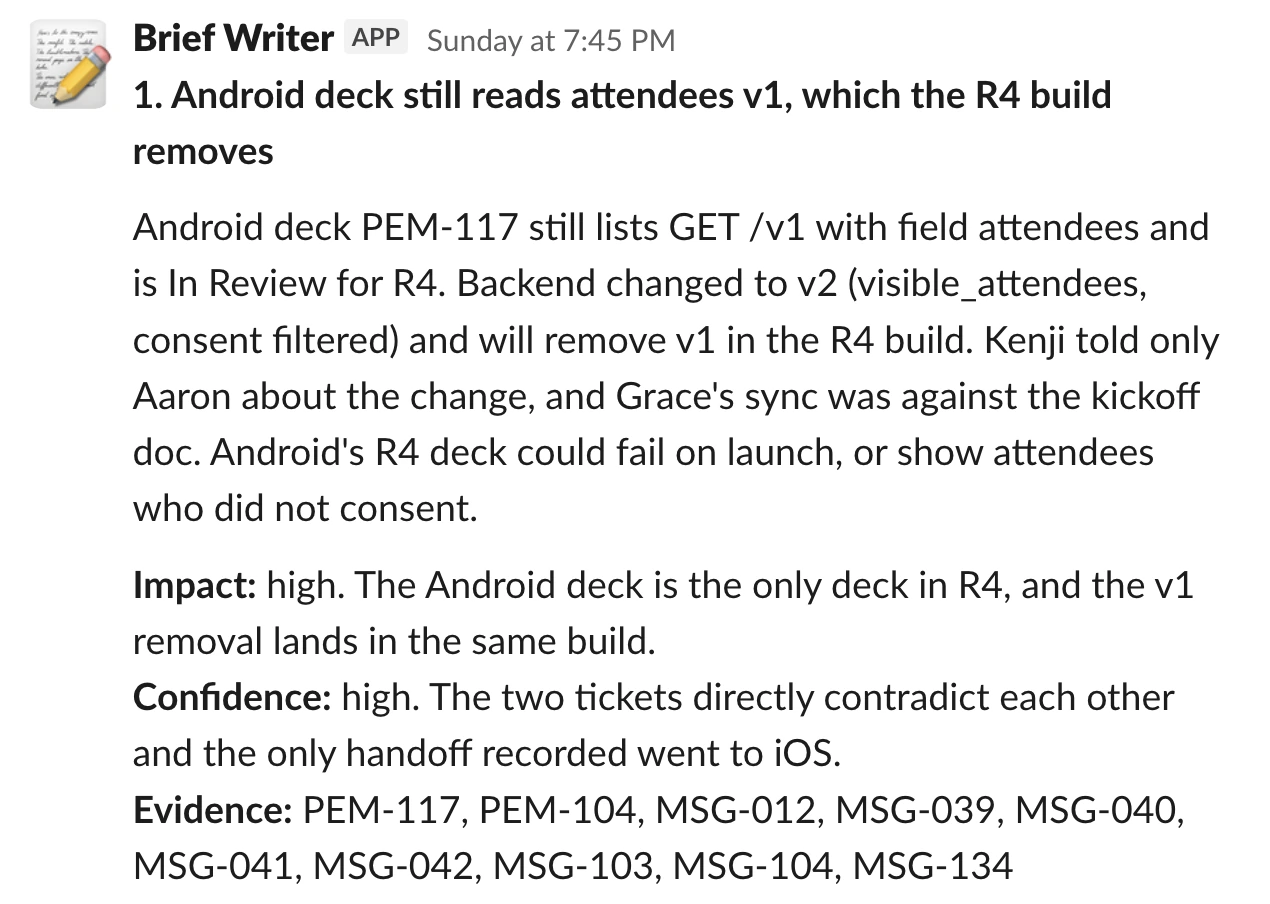 Brief Writer APP Sunday at 7:45 PM
1. Android deck still reads attendees v1, which the R4 build
removes
Android deck PEM-117 still lists GET /v1 with field attendees and
is In Review for R4. Backend changed to v2 (visible_attendees,
consent filtered) and will remove v1 in the R4 build. Kenji told only
Aaron about the change, and Grace's sync was against the kickoff
doc. Android's R4 deck could fail on launch, or show attendees
who did not consent.
Impact: high. The Android deck is the only deck in R4, and the v1
removal lands in the same build.
Confidence: high. The two tickets directly contradict each other
and the only handoff recorded went to iOS.
Evidence: PEM-117, PEM-104, MSG-012, MSG-039, MSG-040,
MSG-041, MSG-042, MSG-103, MSG-104, MSG-134